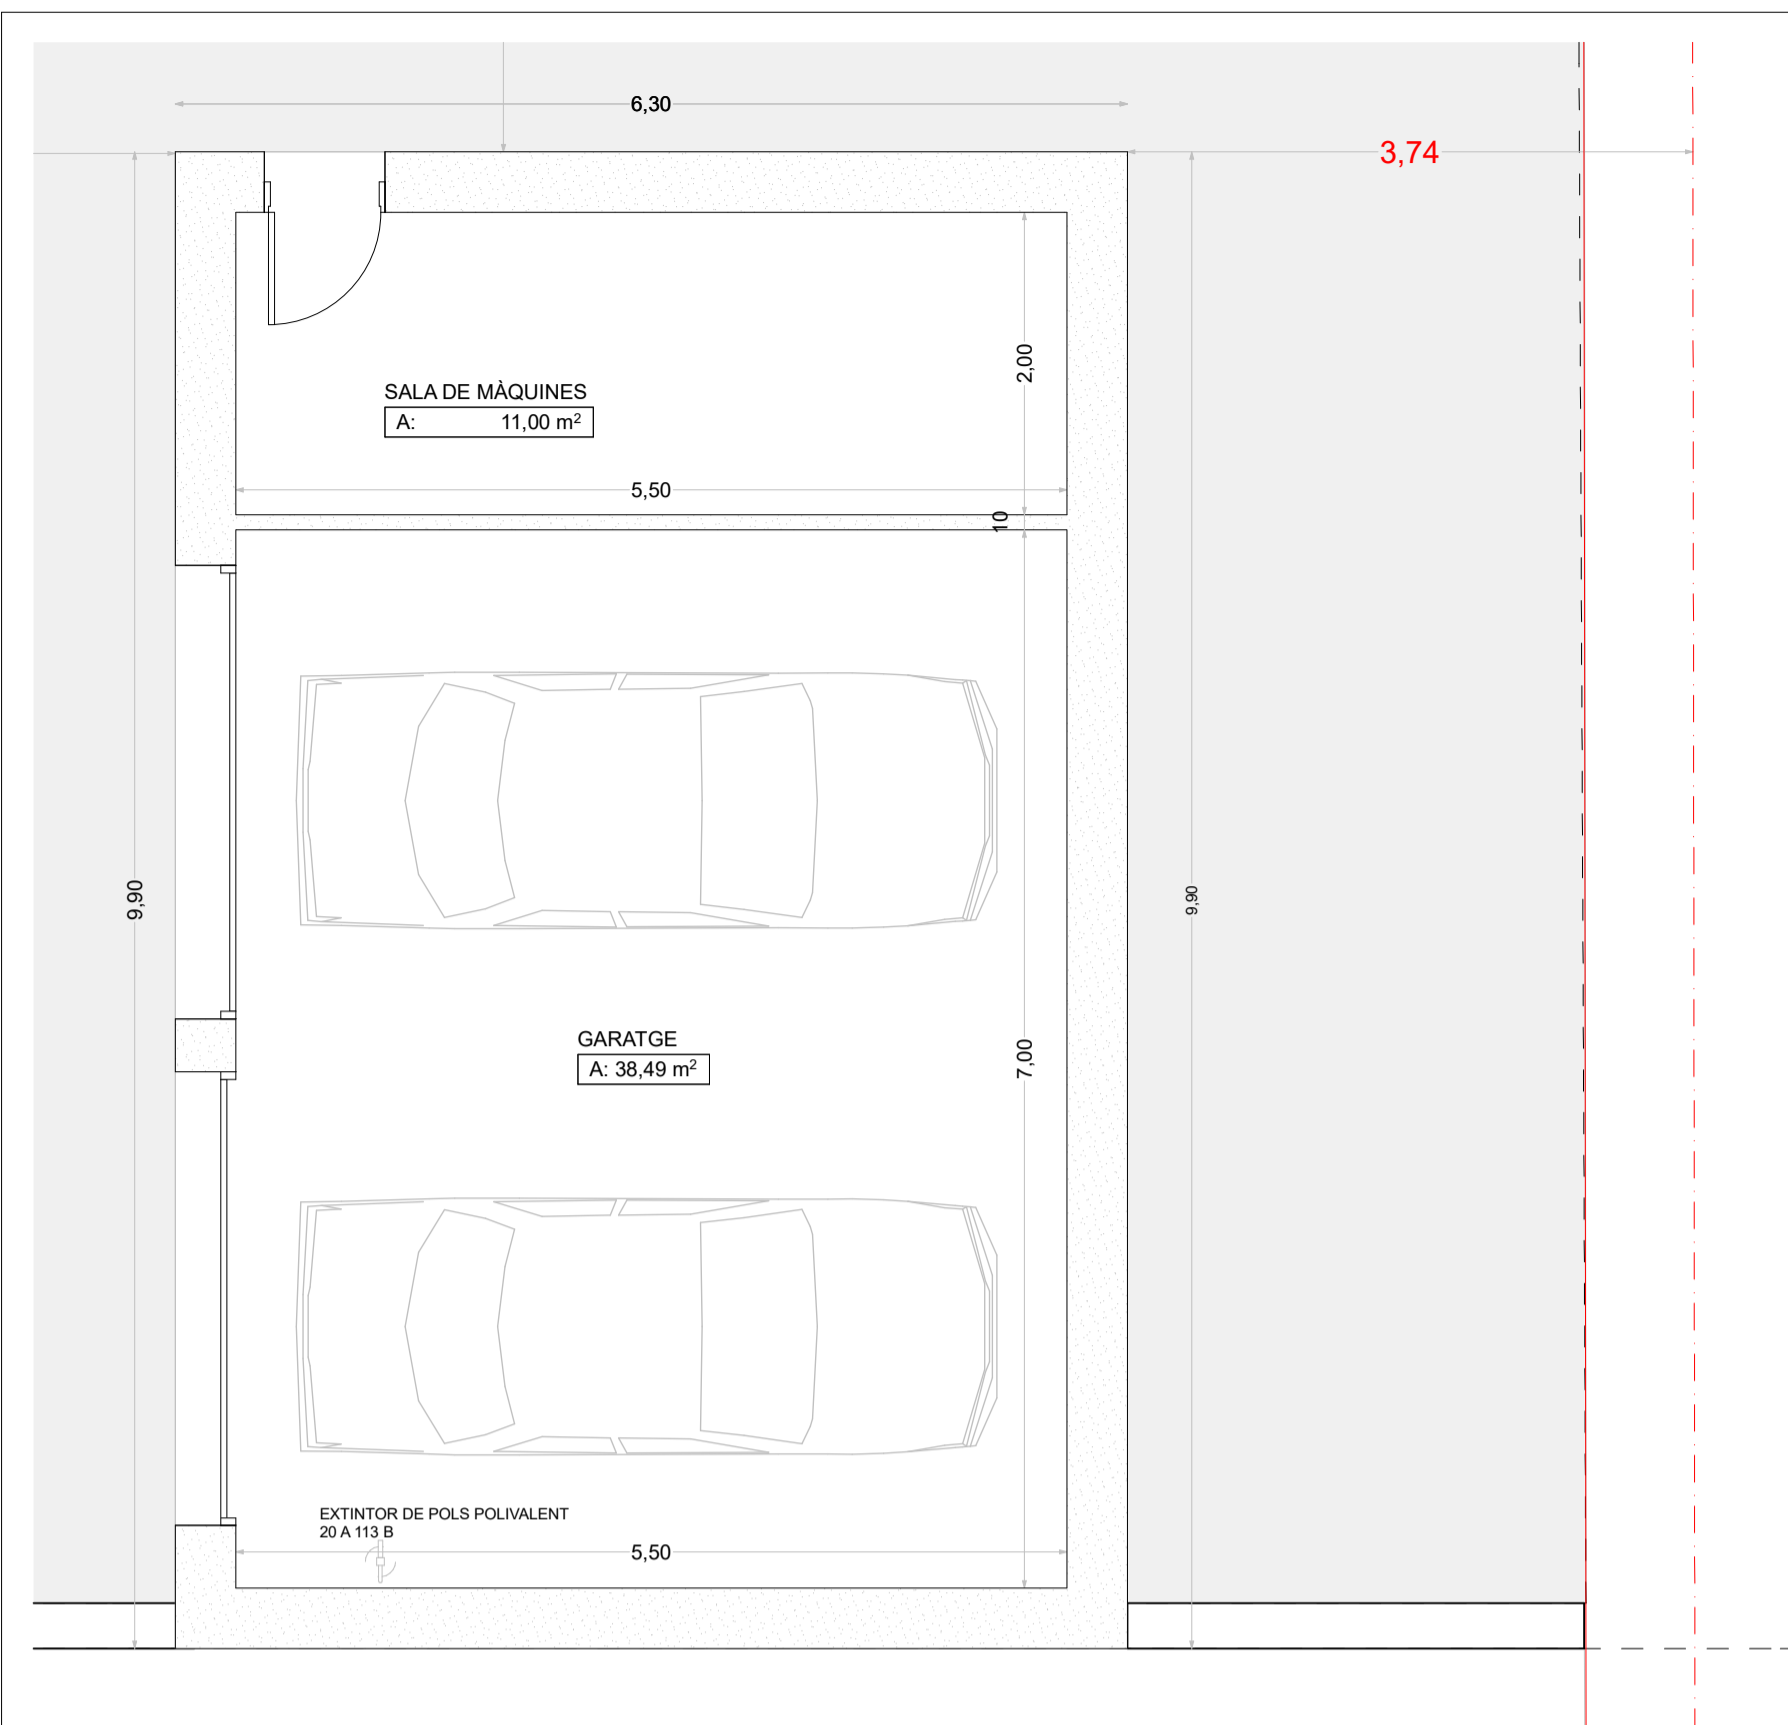 6,30
3,74
2,00
SALA DE MÀQUINES
A: 11,00 m²
5,50
10
9,90
9,90
GARATGE
A: 38,49 m²
7,00
EXTINTOR DE POLS POLIVALENT
20 A 113 B
5,50